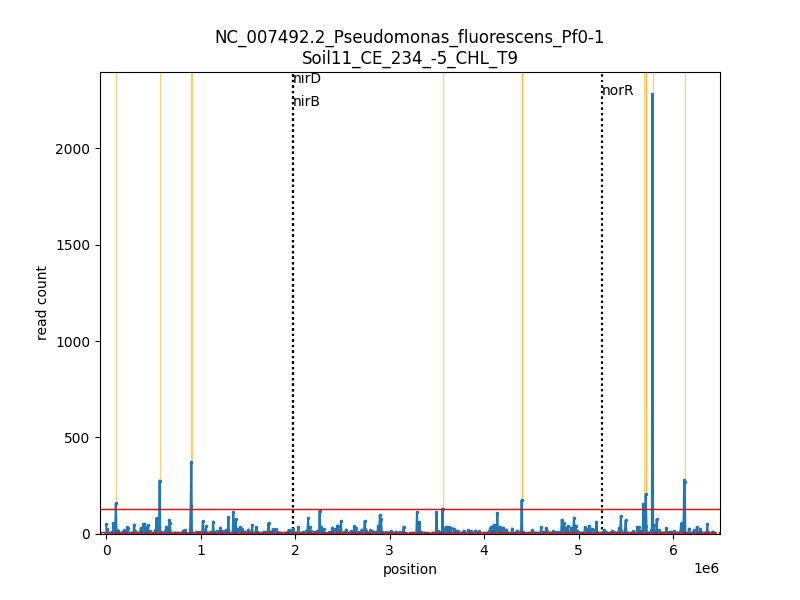 NC_007492.2_Pseudomonas_fluorescens_Pf0-1
Soil11_CE_234_-5_CHL_T9
nirD
nirB
norR
2000
1500
1000
500
0
read count
0 1 2 3 4 5 6
1e6
position